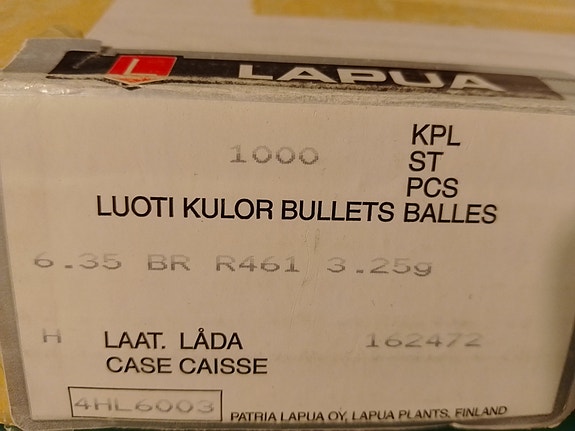 L LAPUA
1000 KPL
ST
PCS
LUOTI KULOR BULLETS BALLES
6.35 BR R461 3.25g
H LAAT. LÅDA 162472
CASE CAISSE
4HL6003 PATRIA LAPUA OY, LAPUA PLANTS, FINLAND